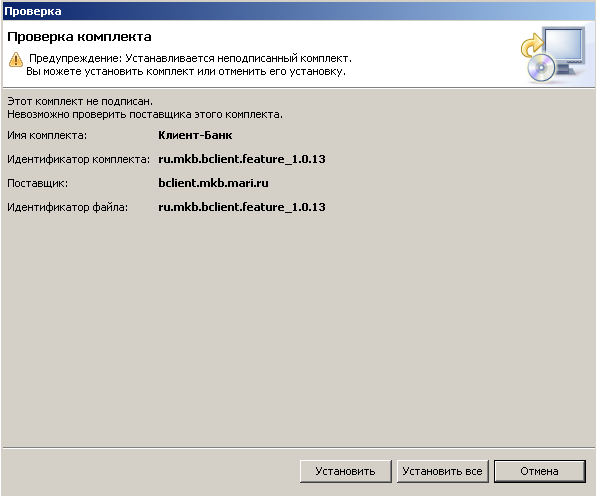 Проверка
Проверка комплекта
Предупреждение: Устанавливается неподписанный комплект.
Вы можете установить комплект или отменить его установку.
Этот комплект не подписан.
Невозможно проверить поставщика этого комплекта.
Имя комплекта: Клиент-Банк
Идентификатор комплекта: ru.mkb.bclient.feature_1.0.13
Поставщик: bclient.mkb.mari.ru
Идентификатор файла: ru.mkb.bclient.feature_1.0.13
Установить Установить все Отмена